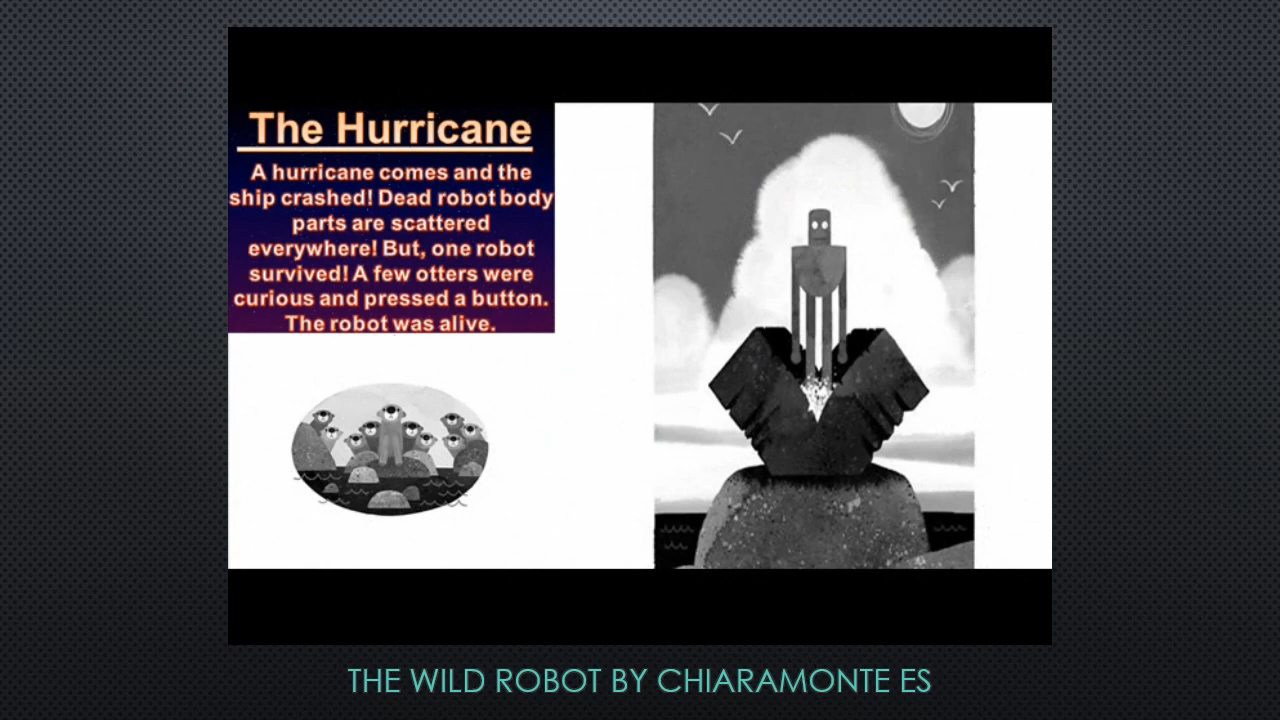 The Hurricane
A hurricane comes and the
ship crashed! Dead robot body
parts are scattered
everywhere! But, one robot
survived! A few otters were
curious and pressed a button.
The robot was alive.
THE WILD ROBOT BY CHIARAMONTE ES